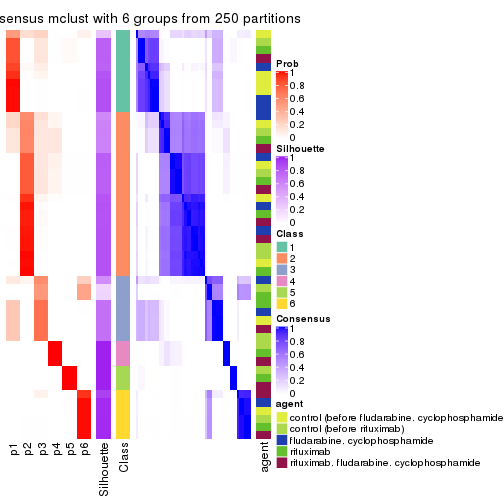 sensus mclust with 6 groups from 250 partitions
Prob
1
0.8
0.6
0.4
0.2
0
Silhouette
1
0.8
0.6
0.4
0.2
0
Class
1
2
3
4
5
6
Consensus
1
0.8
0.6
0.4
0.2
0
agent
control (before fludarabine. cyclophosphamide
control (before riluximab)
fludarabine. cyclophosphamide
riluximab
rituximab. fludarabine. cyclophosphamide
p1
p2
p3
p4
p5
p6
Silhouette
Class
agent